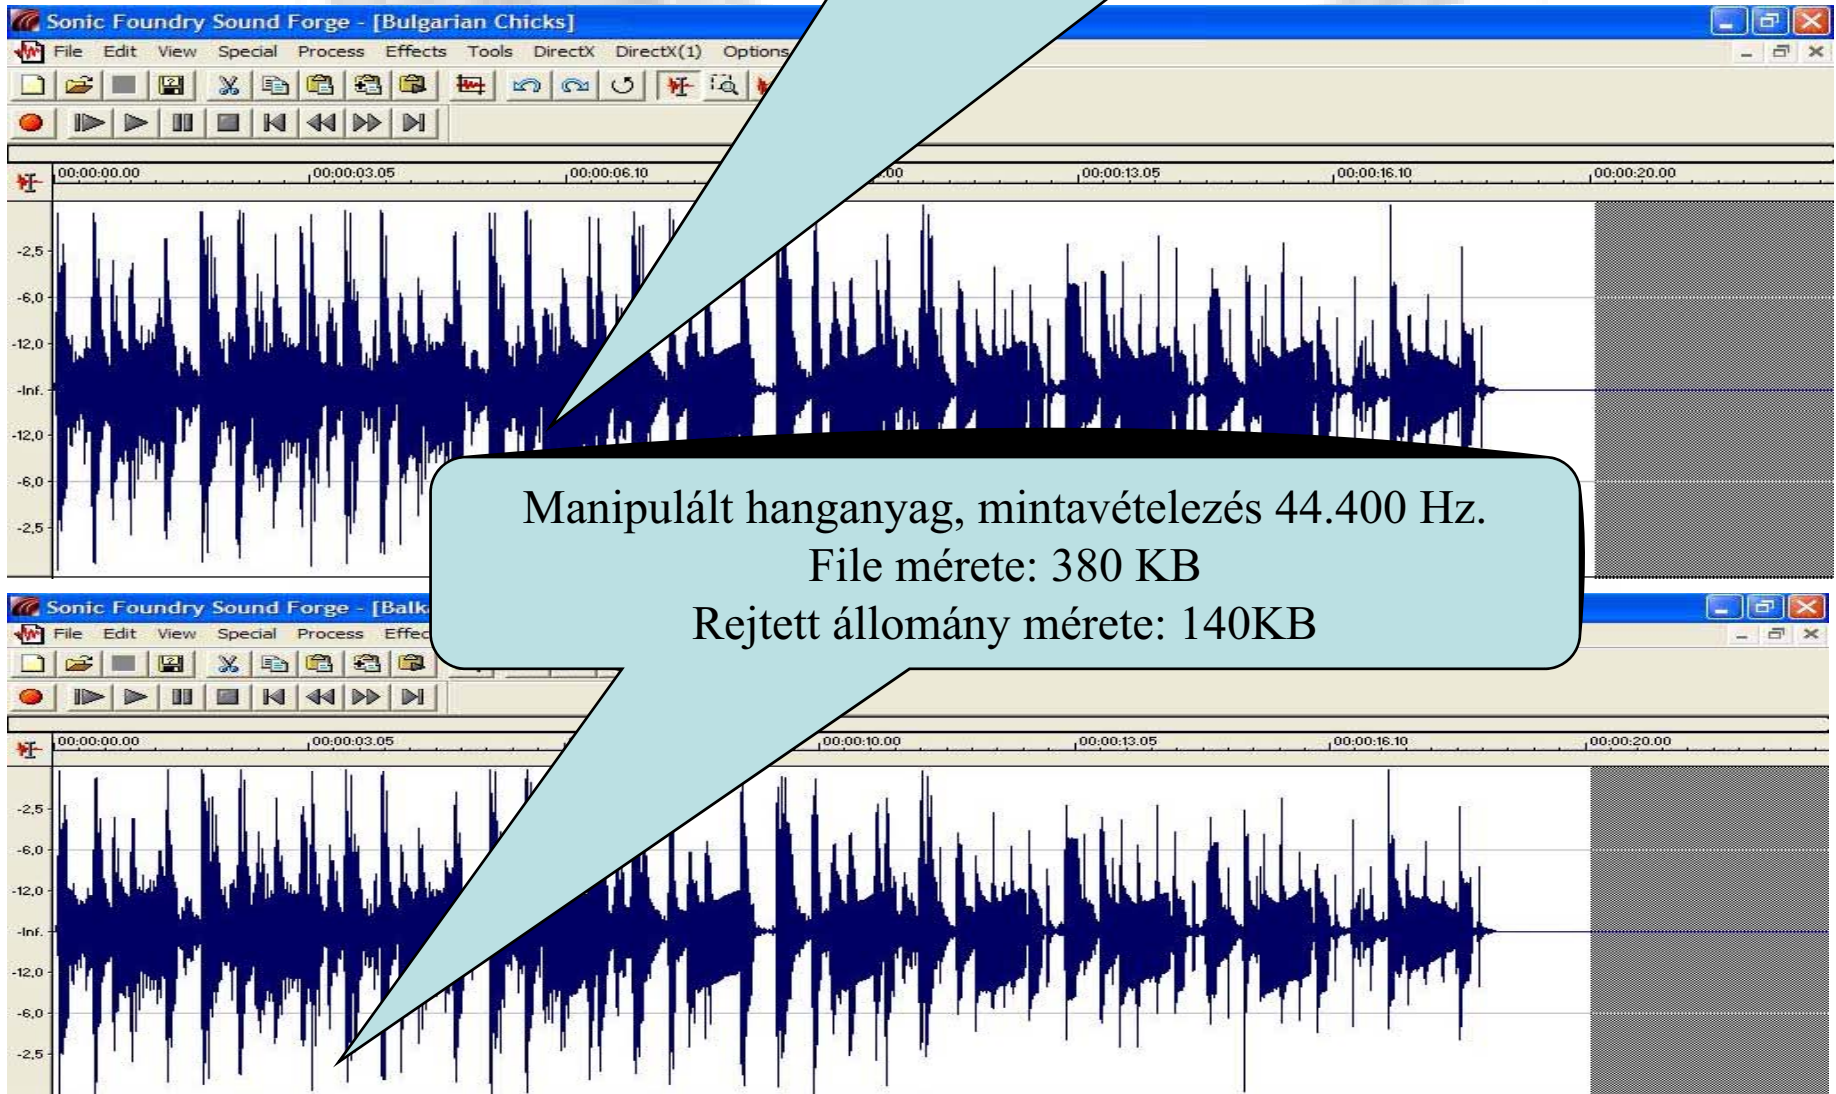 Sonic Foundry Sound Forge - [Bulgarian Chicks]
File Edit View Special Process Effects Tools DirectX DirectX(1) Options
00:00:00.00 00:00:03.05 00:00:06.10 .00 00:00:13.05 00:00:16.10 00:00:20.00
-2,5
-6,0
-12,0
-Inf.
-12,0
-6,0
-2,5
Manipulált hanganyag, mintavételezés 44.400 Hz.
File mérete: 380 KB
Rejtett állomány mérete: 140KB
Sonic Foundry Sound Forge - [Balk
File Edit View Special Process Effec
00:00:00.00 00:00:03.05 00:00:10.00 00:00:13.05 00:00:16.10 00:00:20.00
-2,5
-6,0
-12,0
-Inf.
-12,0
-6,0
-2,5